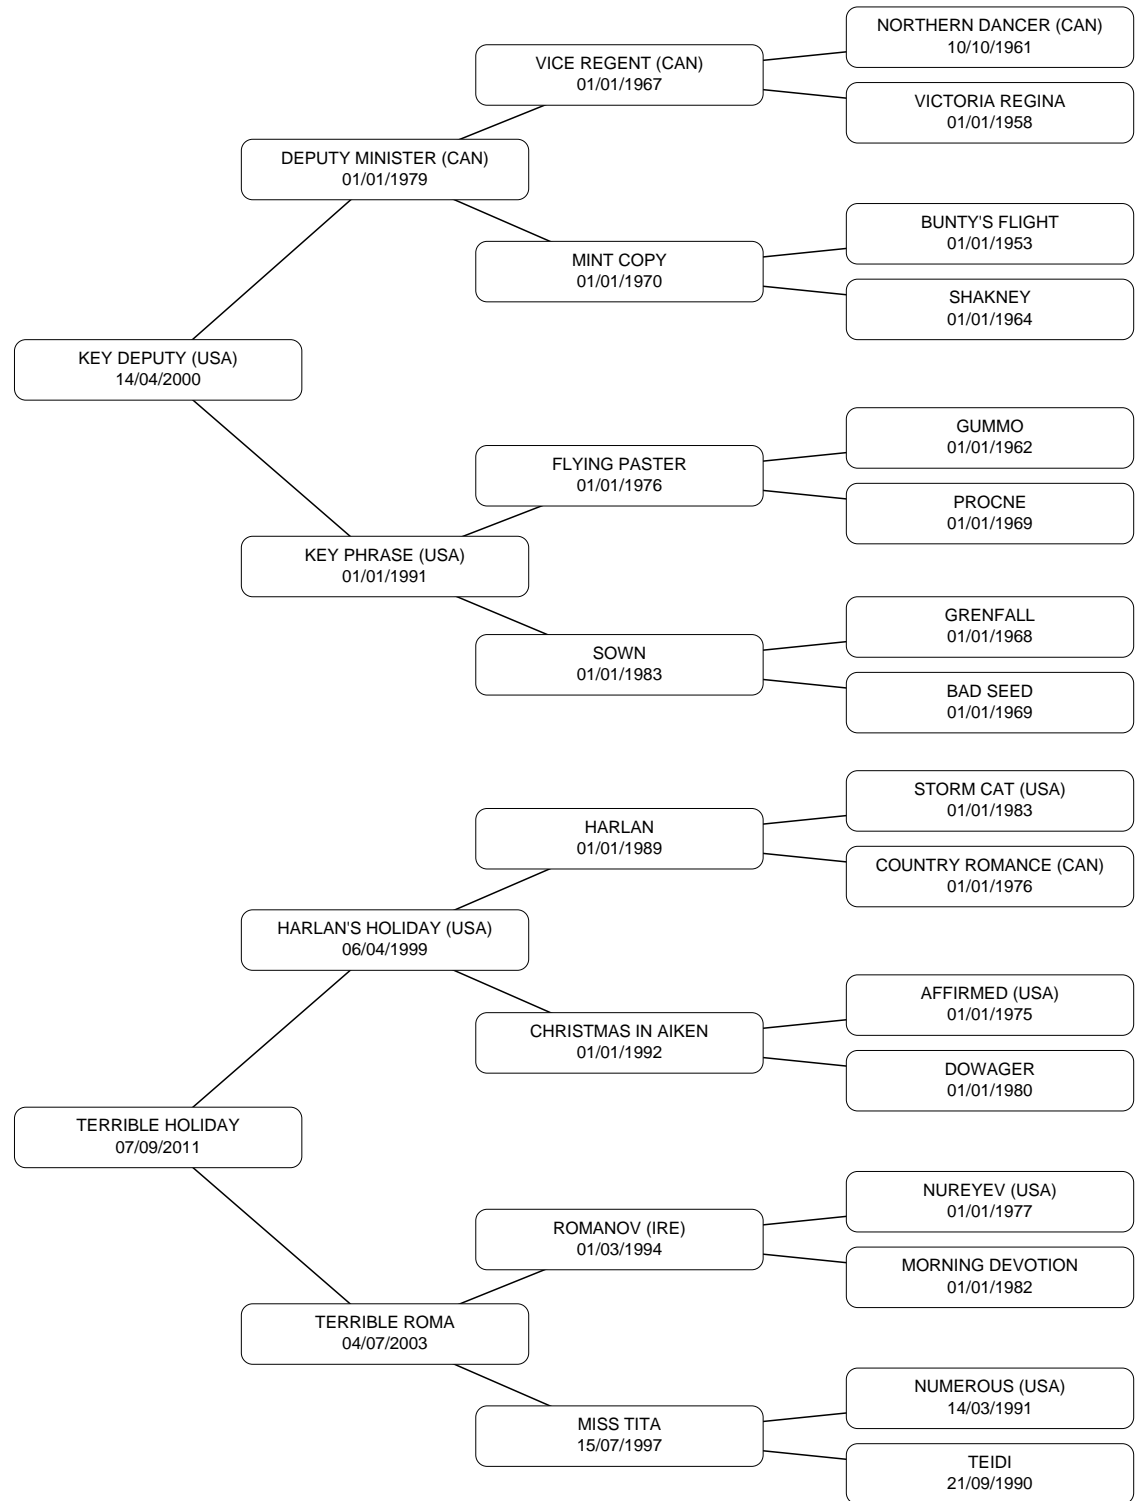 NORTHERN DANCER (CAN)
10/10/1961
VICE REGENT (CAN)
01/01/1967
VICTORIA REGINA
01/01/1958
DEPUTY MINISTER (CAN)
01/01/1979
BUNTY'S FLIGHT
01/01/1953
MINT COPY
01/01/1970
SHAKNEY
01/01/1964
KEY DEPUTY (USA)
14/04/2000
GUMMO
01/01/1962
FLYING PASTER
01/01/1976
PROCNE
01/01/1969
KEY PHRASE (USA)
01/01/1991
GRENFALL
01/01/1968
SOWN
01/01/1983
BAD SEED
01/01/1969
STORM CAT (USA)
01/01/1983
HARLAN
01/01/1989
COUNTRY ROMANCE (CAN)
01/01/1976
HARLAN'S HOLIDAY (USA)
06/04/1999
AFFIRMED (USA)
01/01/1975
CHRISTMAS IN AIKEN
01/01/1992
DOWAGER
01/01/1980
TERRIBLE HOLIDAY
07/09/2011
NUREYEV (USA)
01/01/1977
ROMANOV (IRE)
01/03/1994
MORNING DEVOTION
01/01/1982
TERRIBLE ROMA
04/07/2003
NUMEROUS (USA)
14/03/1991
MISS TITA
15/07/1997
TEIDI
21/09/1990